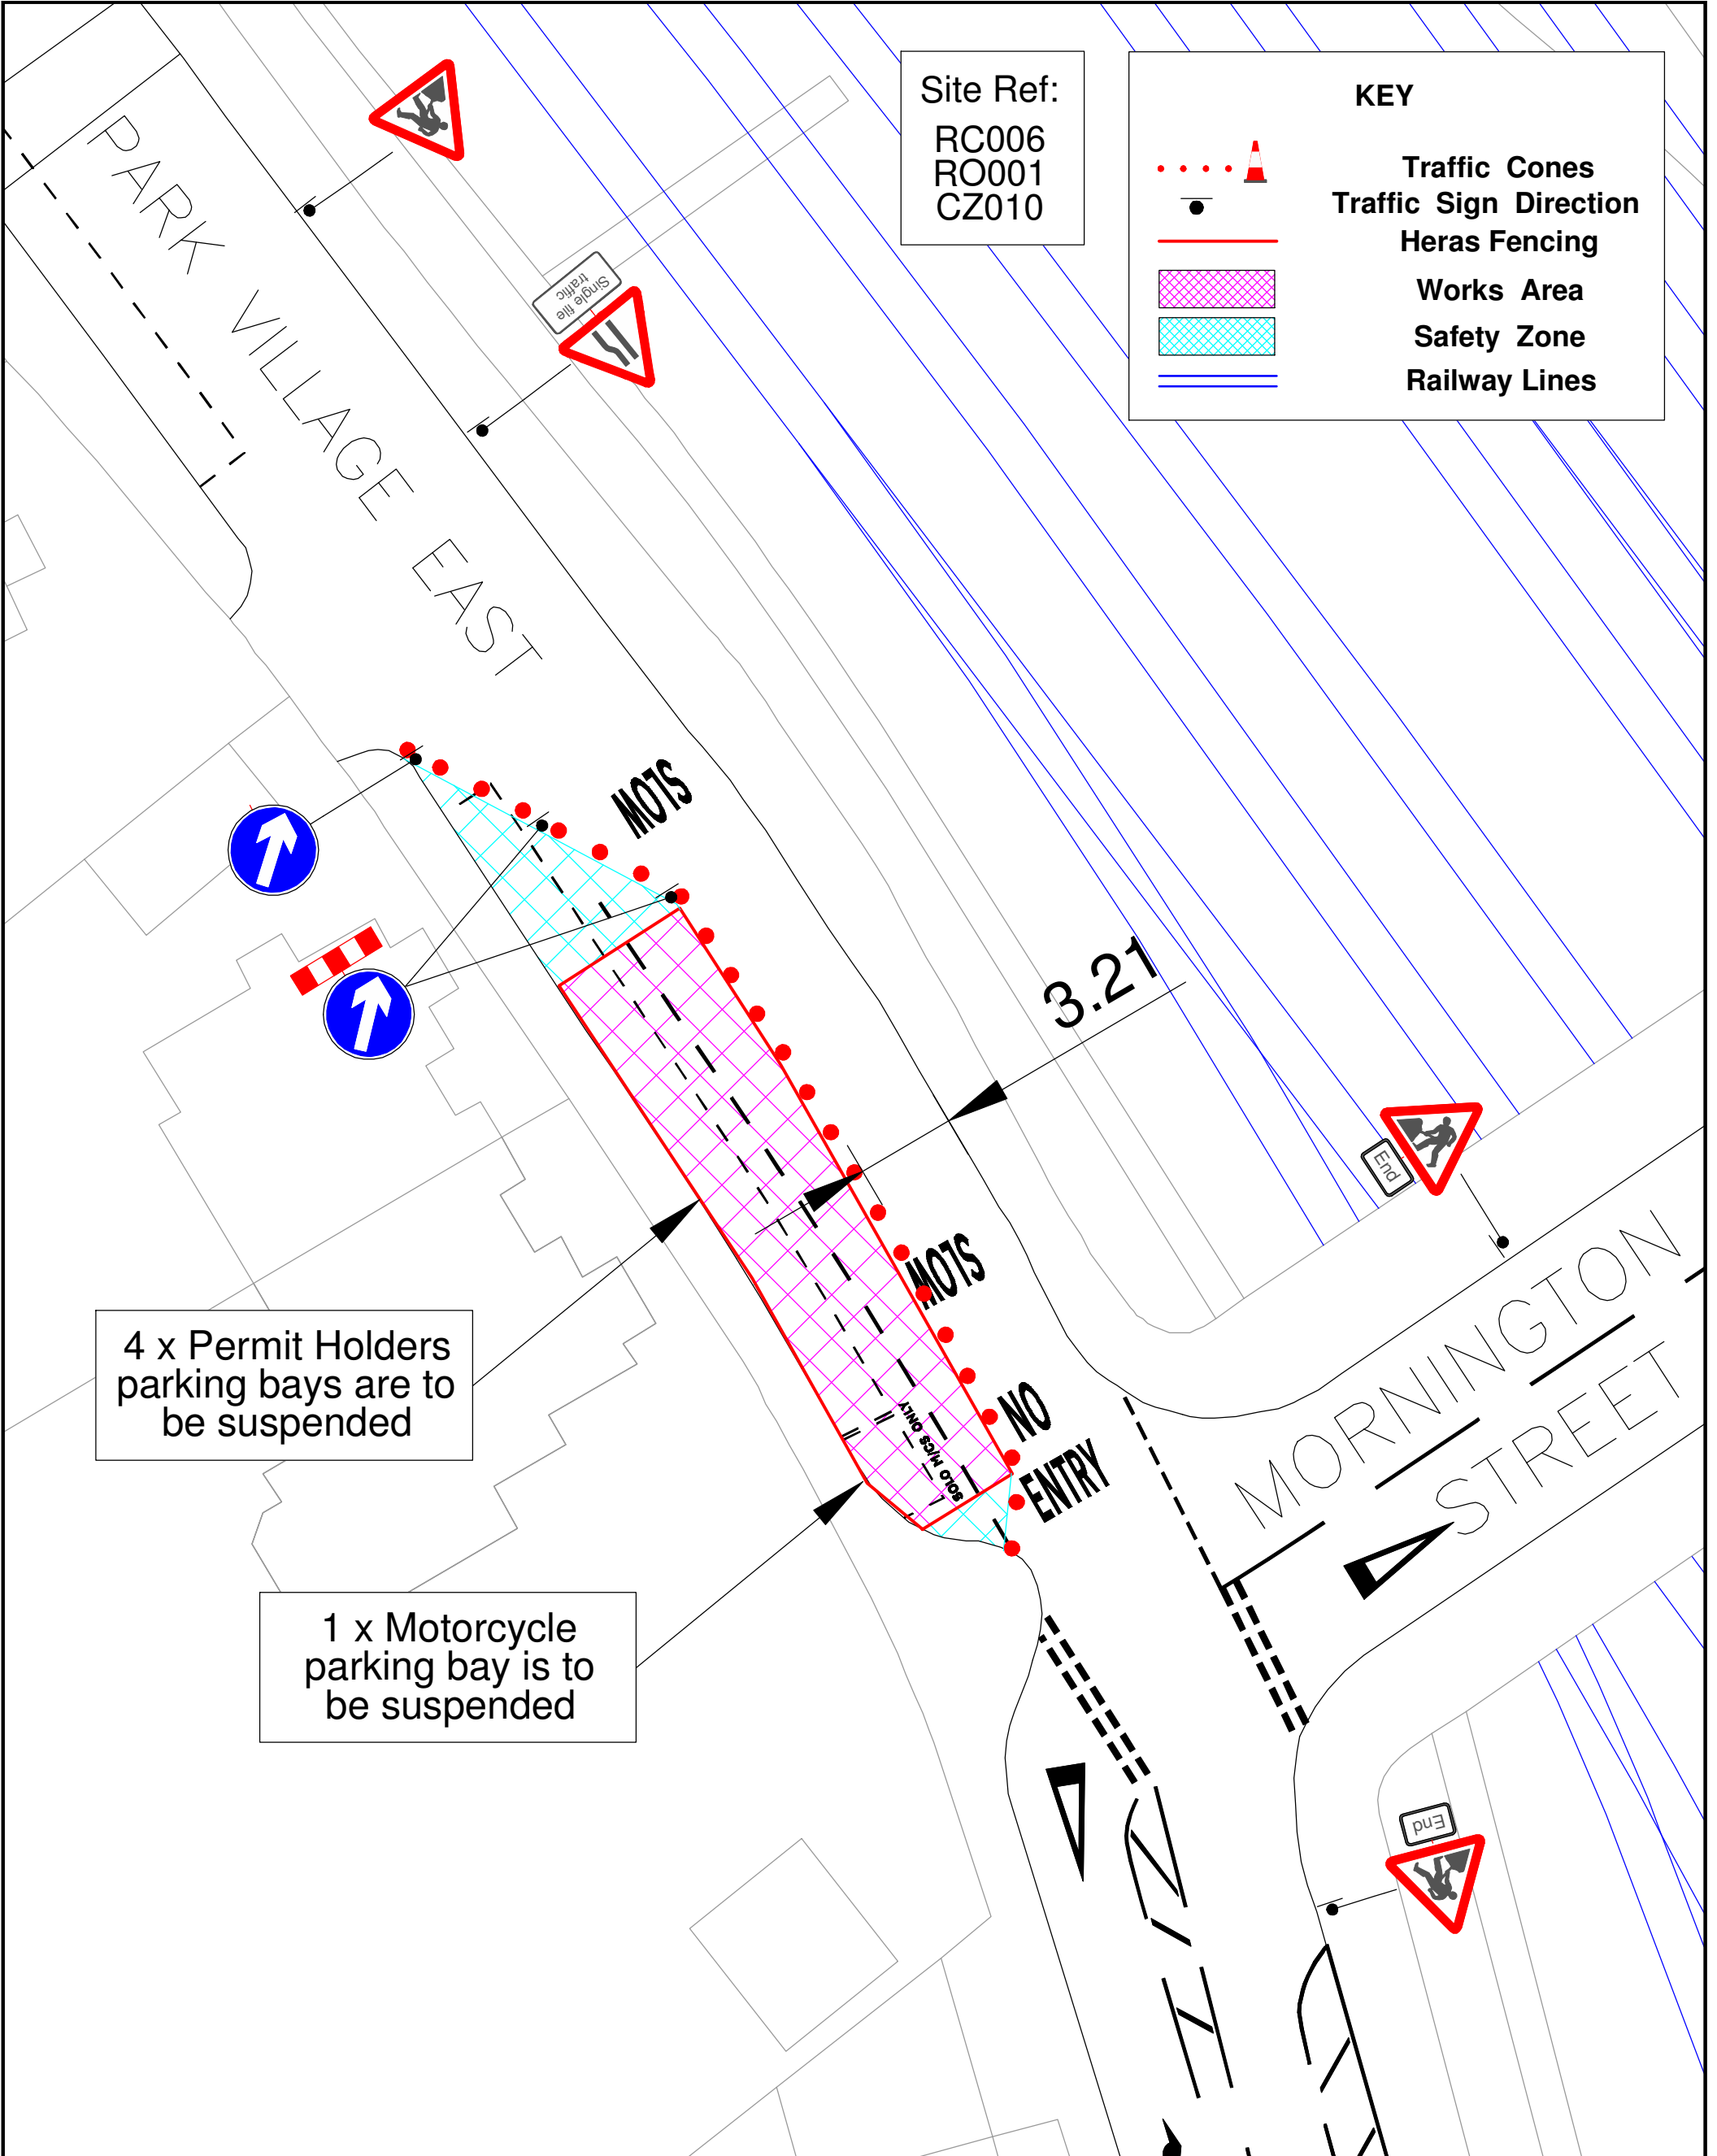 Site Ref:
RC006
RO001
CZ010
KEY
Traffic Cones
Traffic Sign Direction
Heras Fencing
Works Area
Safety Zone
Railway Lines
PARK VILLAGE EAST
Single file
traffic
SLOW
3.21
End
SLOW
MORNINGTON
STREET
4 x Permit Holders
parking bays are to
be suspended
NO
ENTRY
SOLO M/CS ONLY
1 x Motorcycle
parking bay is to
be suspended
End